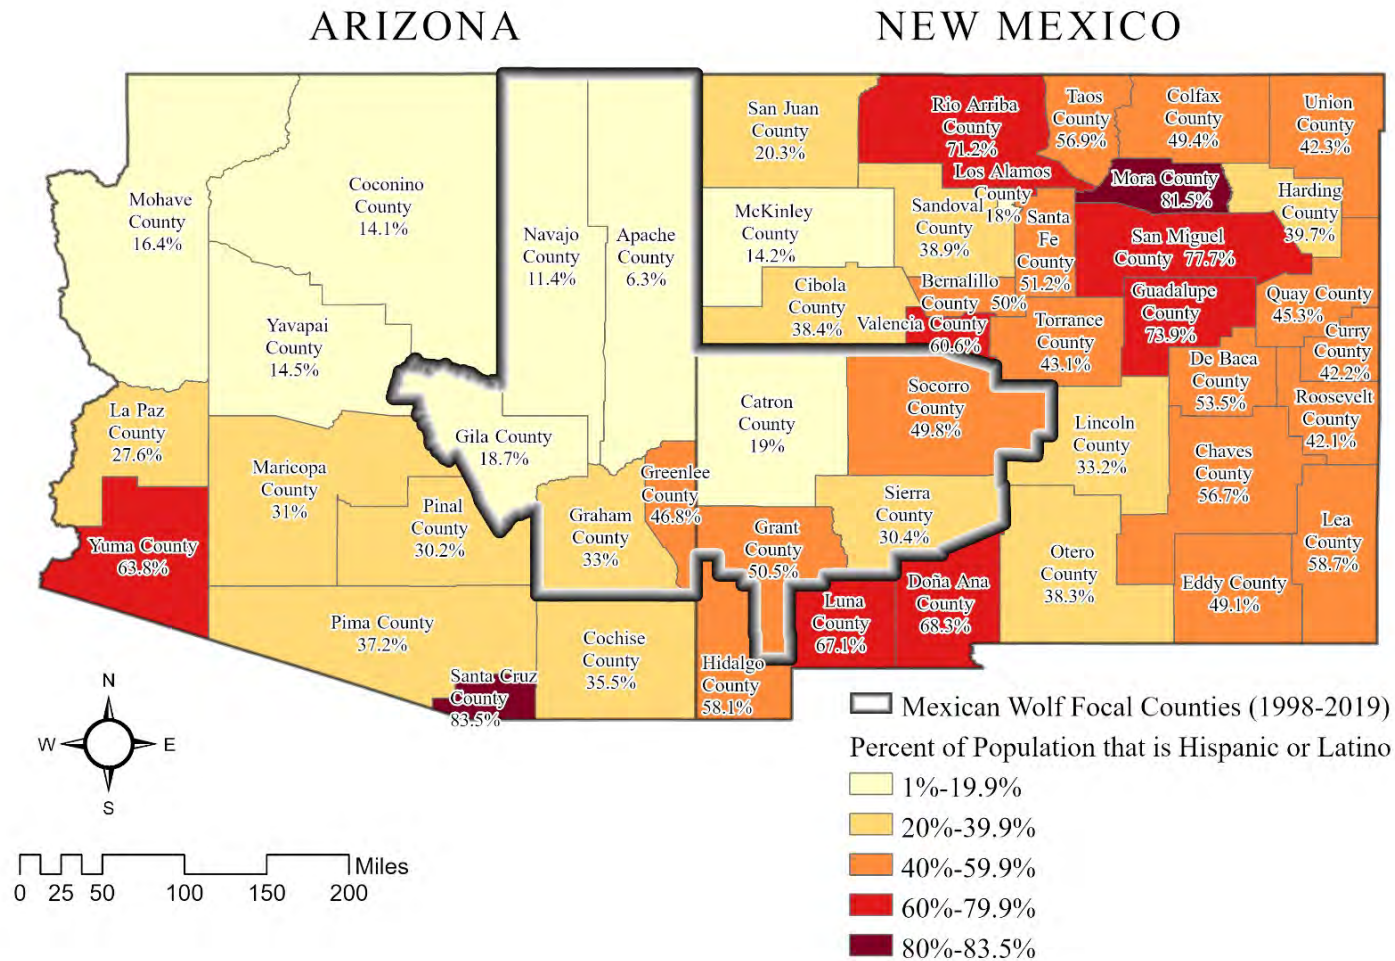 ARIZONA
NEW MEXICO
Mohave
County
16.4%
Coconino
County
14.1%
Navajo
County
11.4%
Apache
County
6.3%
Yavapai
County
14.5%
La Paz
County
27.6%
Yuma County
63.8%
Maricopa
County
31%
Pinal
County
30.2%
Gila County
18.7%
Graham
County
33%
Greenlee
County
46.8%
Pima County
37.2%
Santa Cruz
County
83.5%
Cochise
County
35.5%
San Juan
County
20.3%
Rio Arriba
County
71.2%
Taos
County
56.9%
Colfax
County
49.4%
Union
County
42.3%
McKinley
County
14.2%
Sandoval
County
38.9%
Los Alamos
County
18%
Santa
Fe
County
51.2%
Mora County
81.5%
Harding
County
39.7%
San Miguel
County 77.7%
Cibola
County
38.4%
Bernalillo
County 50%
Valencia County
60.6%
Torrance
County
43.1%
Guadalupe
County
73.9%
Quay County
45.3%
Curry
County
42.2%
De Baca
County
53.5%
Roosevelt
County
42.1%
Catron
County
19%
Socorro
County
49.8%
Lincoln
County
33.2%
Chaves
County
56.7%
Sierra
County
30.4%
Grant
County
50.5%
Otero
County
38.3%
Eddy County
49.1%
Lea
County
58.7%
Luna
County
67.1%
Doña Ana
County
68.3%
Hidalgo
County
58.1%
N
W
E
S
Miles
0 25 50 100 150 200
Mexican Wolf Focal Counties (1998-2019)
Percent of Population that is Hispanic or Latino
1%-19.9%
20%-39.9%
40%-59.9%
60%-79.9%
80%-83.5%